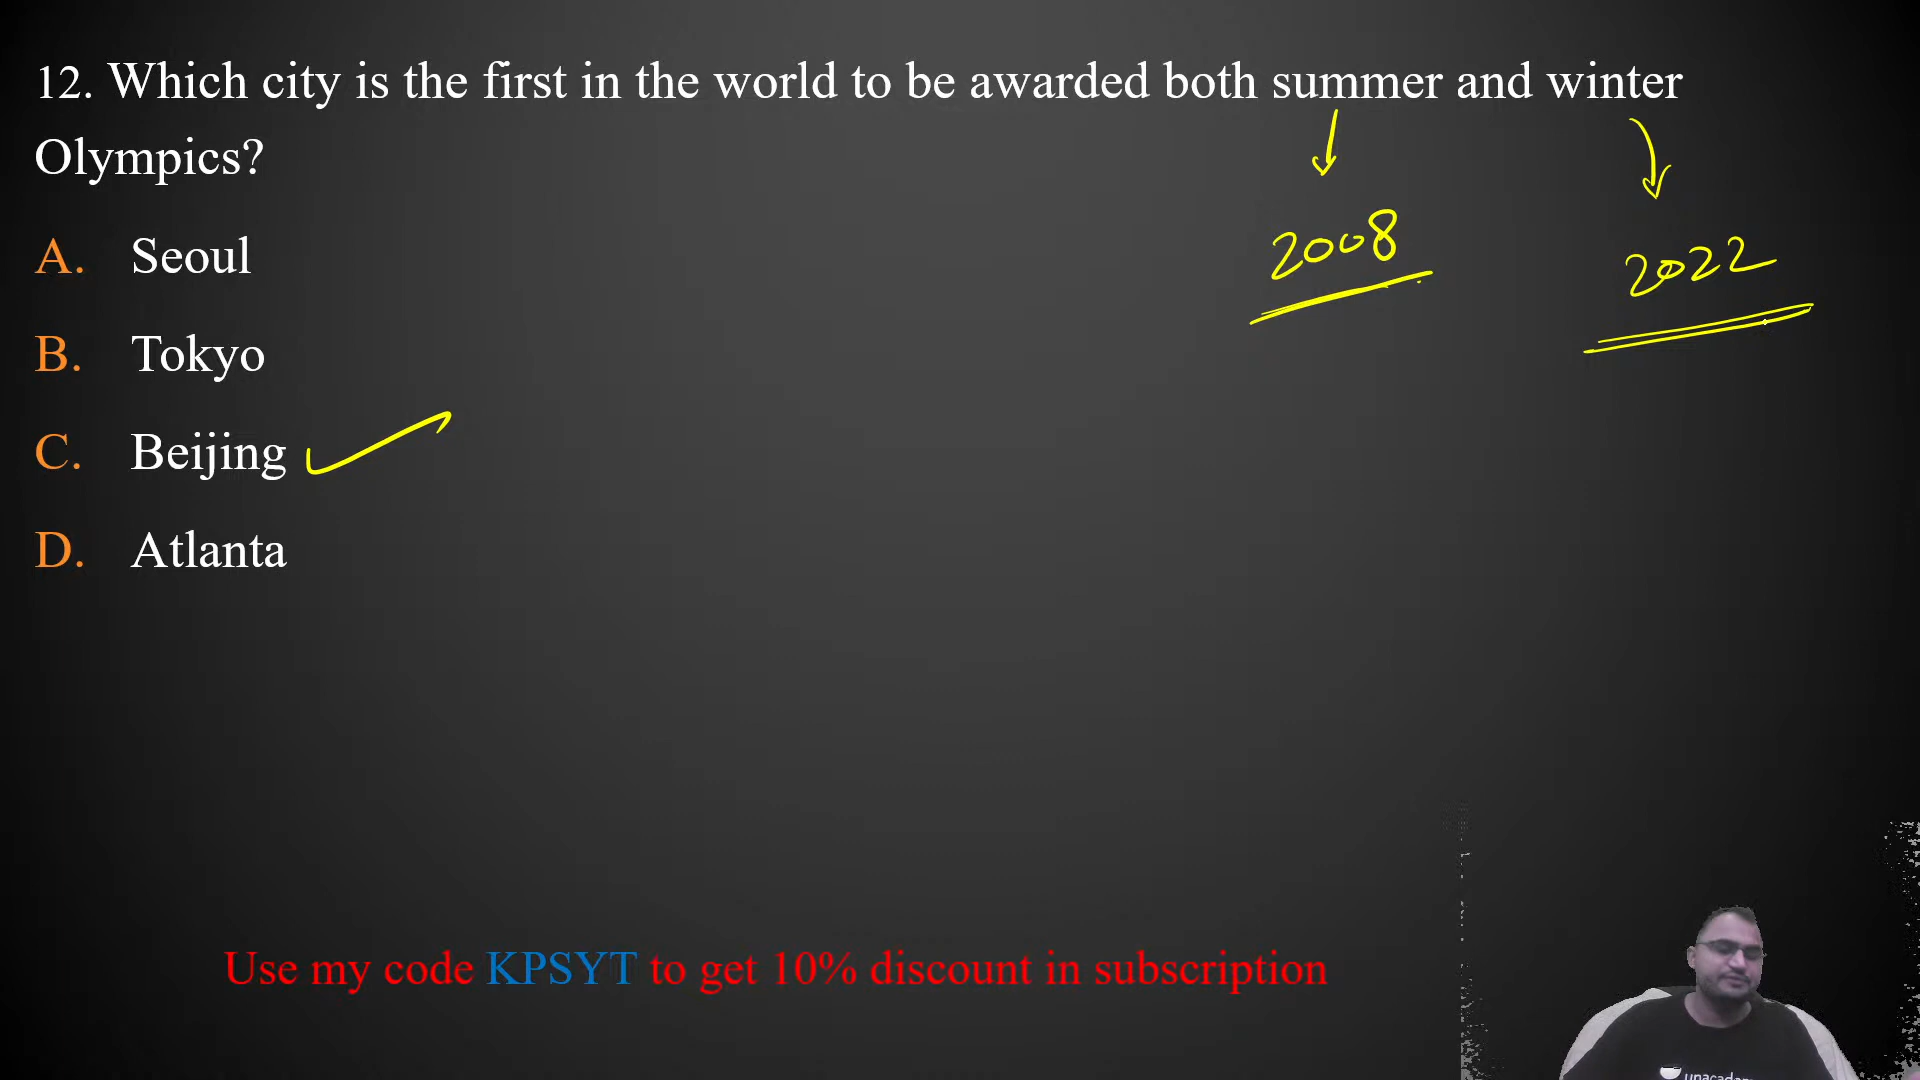 12. Which city is the first in the world to be awarded both summer and winter
Olympics?
2008
2022
A. Seoul
B. Tokyo
C. Beijing
D. Atlanta
Use my code KPSYT to get 10% discount in subscription